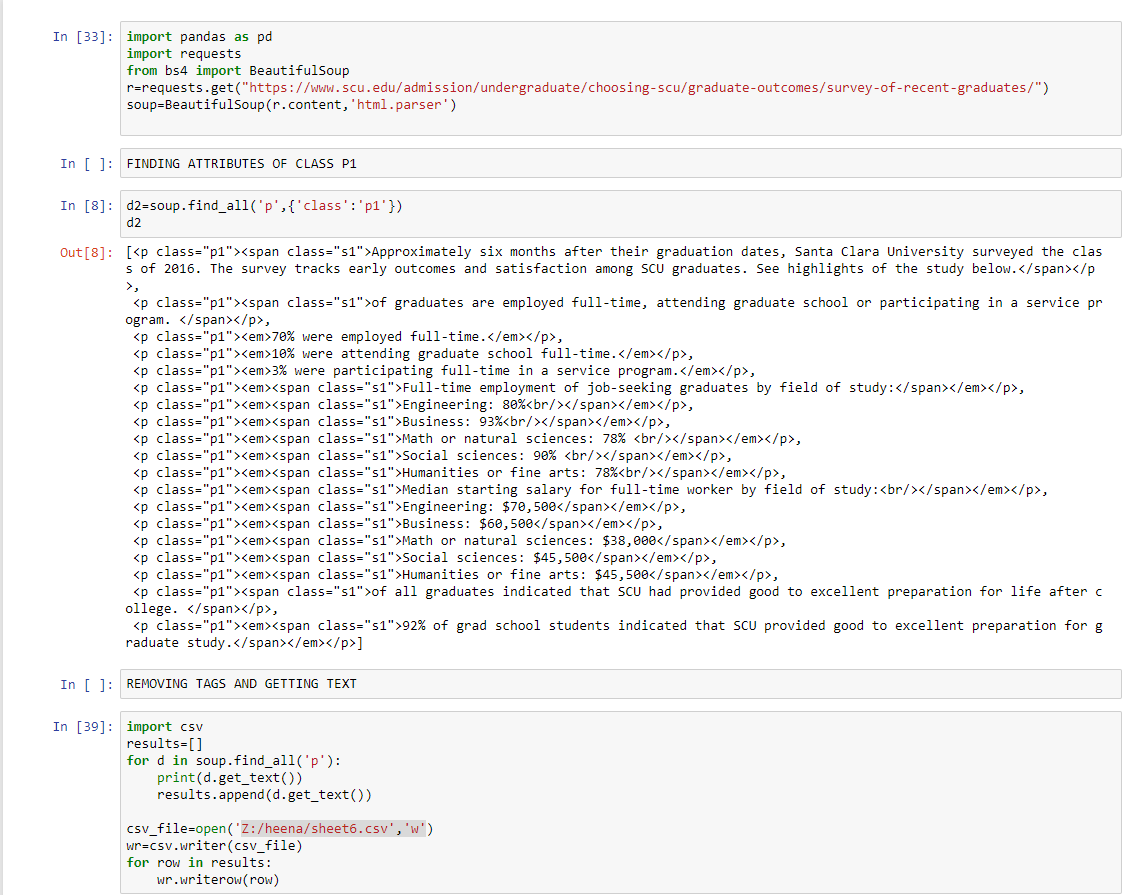 In [33]: import pandas as pd
import requests
from bs4 import BeautifulSoup
r=requests.get("https://www.scu.edu/admission/undergraduate/choosing-scu/graduate-outcomes/survey-of-recent-graduates/")
soup=BeautifulSoup(r.content,'html.parser')
In [ ]: FINDING ATTRIBUTES OF CLASS P1
In [8]: d2=soup.find_all('p',{'class':'p1'})
d2
Out[8]: [<p class="p1"><span class="s1">Approximately six months after their graduation dates, Santa Clara University surveyed the clas
s of 2016. The survey tracks early outcomes and satisfaction among SCU graduates. See highlights of the study below.</span></p
>,
<p class="p1"><span class="s1">of graduates are employed full-time, attending graduate school or participating in a service pr
ogram. </span></p>,
<p class="p1"><em>70% were employed full-time.</em></p>,
<p class="p1"><em>10% were attending graduate school full-time.</em></p>,
<p class="p1"><em>3% were participating full-time in a service program.</em></p>,
<p class="p1"><em><span class="s1">Full-time employment of job-seeking graduates by field of study:</span></em></p>,
<p class="p1"><em><span class="s1">Engineering: 80%<br/></span></em></p>,
<p class="p1"><em><span class="s1">Business: 93%<br/></span></em></p>,
<p class="p1"><em><span class="s1">Math or natural sciences: 78% <br/></span></em></p>,
<p class="p1"><em><span class="s1">Social sciences: 90% <br/></span></em></p>,
<p class="p1"><em><span class="s1">Humanities or fine arts: 78%<br/></span></em></p>,
<p class="p1"><em><span class="s1">Median starting salary for full-time worker by field of study:<br/></span></em></p>,
<p class="p1"><em><span class="s1">Engineering: $70,500</span></em></p>,
<p class="p1"><em><span class="s1">Business: $60,500</span></em></p>,
<p class="p1"><em><span class="s1">Math or natural sciences: $38,000</span></em></p>,
<p class="p1"><em><span class="s1">Social sciences: $45,500</span></em></p>,
<p class="p1"><em><span class="s1">Humanities or fine arts: $45,500</span></em></p>,
<p class="p1"><span class="s1">of all graduates indicated that SCU had provided good to excellent preparation for life after c
ollege. </span></p>,
<p class="p1"><em><span class="s1">92% of grad school students indicated that SCU provided good to excellent preparation for g
raduate study.</span></em></p>]
In [ ]: REMOVING TAGS AND GETTING TEXT
In [39]: import csv
results=[]
for d in soup.find_all('p'):
print(d.get_text())
results.append(d.get_text())
csv_file=open('Z:/heena/sheet6.csv','w')
wr=csv.writer(csv_file)
for row in results:
wr.writerow(row)